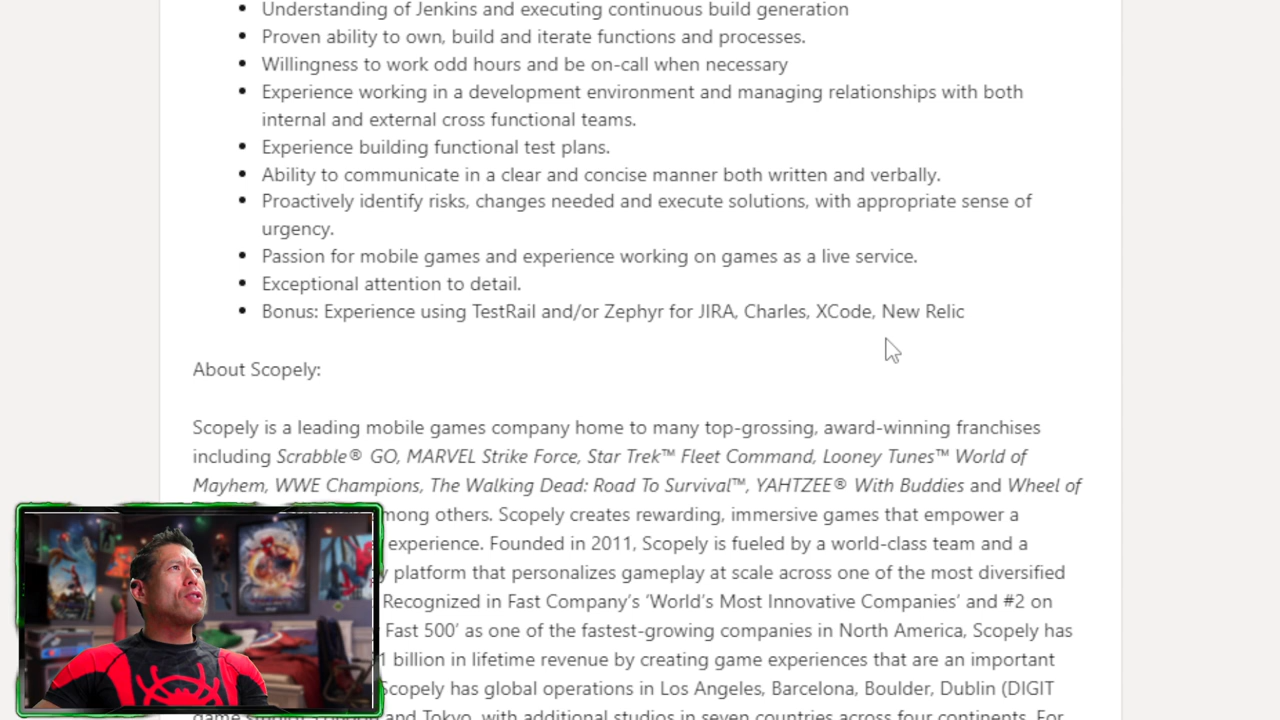 Understanding of Jenkins and executing continuous build generation
Proven ability to own, build and iterate functions and processes.
Willingness to work odd hours and be on-call when necessary
Experience working in a development environment and managing relationships with both
internal and external cross functional teams.
Experience building functional test plans.
Ability to communicate in a clear and concise manner both written and verbally.
Proactively identify risks, changes needed and execute solutions, with appropriate sense of
urgency.
Passion for mobile games and experience working on games as a live service.
Exceptional attention to detail.
Bonus: Experience using TestRail and/or Zephyr for JIRA, Charles, XCode, New Relic
About Scopely:
Scopely is a leading mobile games company home to many top-grossing, award-winning franchises
including Scrabble® GO, MARVEL Strike Force, Star Trek™ Fleet Command, Looney Tunes™ World of
Mayhem, WWE Champions, The Walking Dead: Road To Survival™, YAHTZEE® With Buddies and Wheel of
among others. Scopely creates rewarding, immersive games that empower a
experience. Founded in 2011, Scopely is fueled by a world-class team and a
platform that personalizes gameplay at scale across one of the most diversified
Recognized in Fast Company's 'World's Most Innovative Companies' and #2 on
Fast 500' as one of the fastest-growing companies in North America, Scopely has
billion in lifetime revenue by creating game experiences that are an important
Scopely has global operations in Los Angeles, Barcelona, Boulder, Dublin (DIGIT
and Tokyo, with additional studios in seven countries across four continents. For